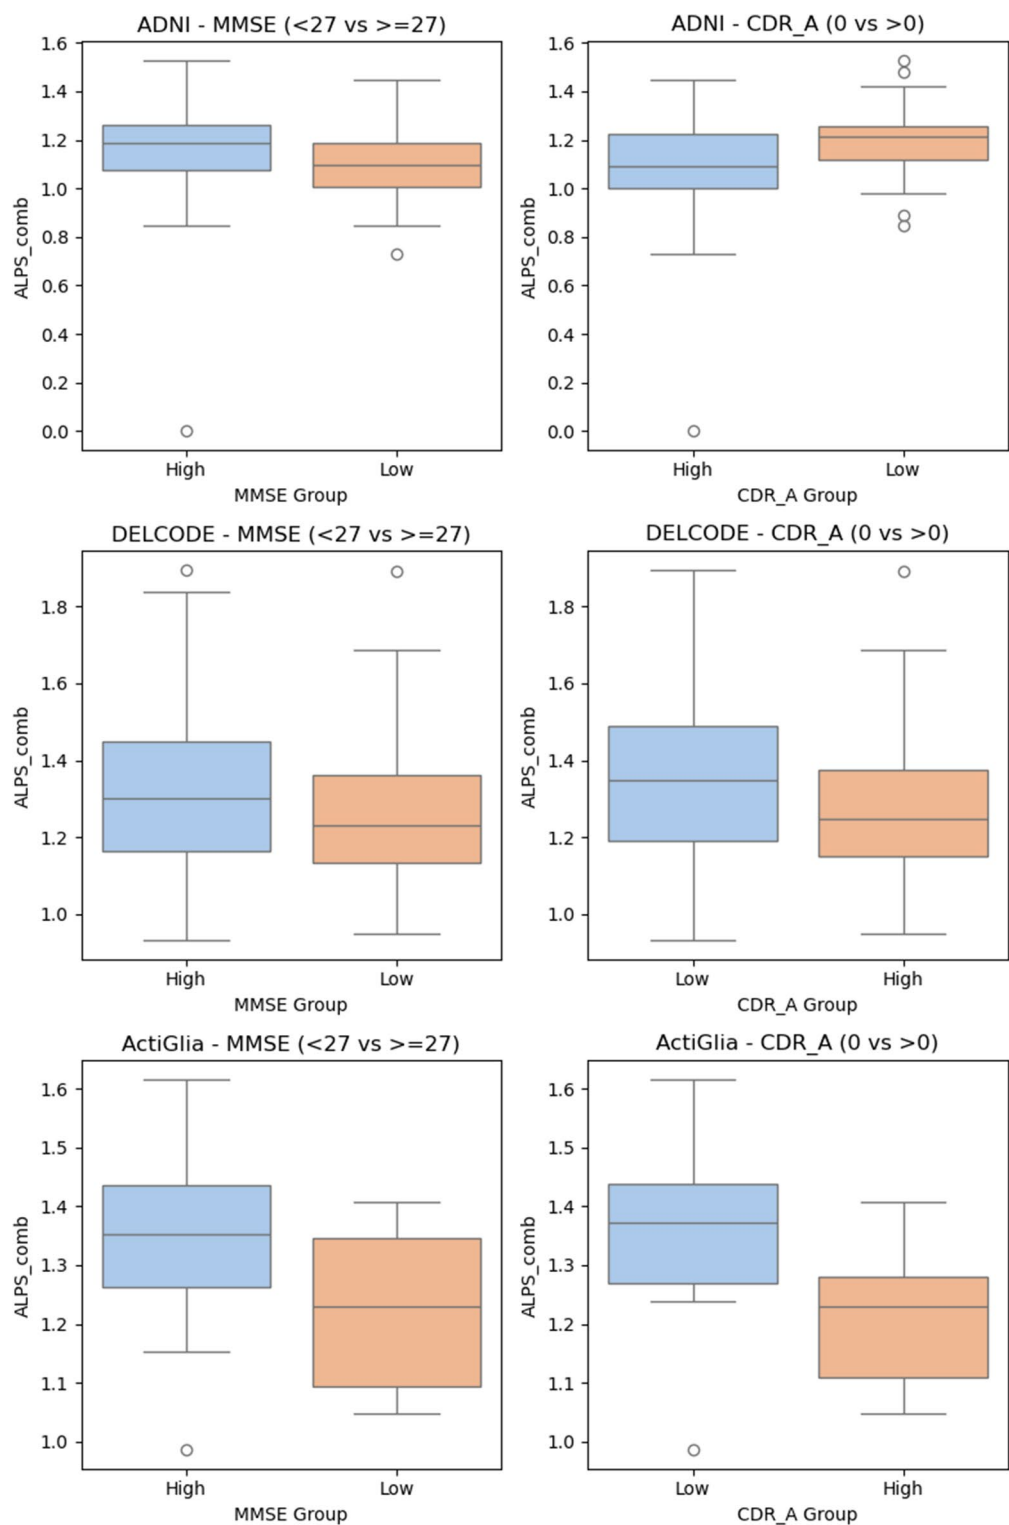 ADNI - MMSE (<27 vs >=27)
1.6
1.4
1.2
1.0
0.8
0.6
0.4
0.2
0.0
ALPS_comb
High
Low
MMSE Group
ADNI - CDR_A (0 vs >0)
1.6
1.4
1.2
1.0
0.8
0.6
0.4
0.2
0.0
ALPS_comb
High
Low
CDR_A Group
DELCODE - MMSE (<27 vs >=27)
1.8
1.6
1.4
1.2
1.0
ALPS_comb
High
Low
MMSE Group
DELCODE - CDR_A (0 vs >0)
1.8
1.6
1.4
1.2
1.0
ALPS_comb
Low
High
CDR_A Group
ActiGlia - MMSE (<27 vs >=27)
1.6
1.5
1.4
1.3
1.2
1.1
1.0
ALPS_comb
High
Low
MMSE Group
ActiGlia - CDR_A (0 vs >0)
1.6
1.5
1.4
1.3
1.2
1.1
1.0
ALPS_comb
Low
High
CDR_A Group